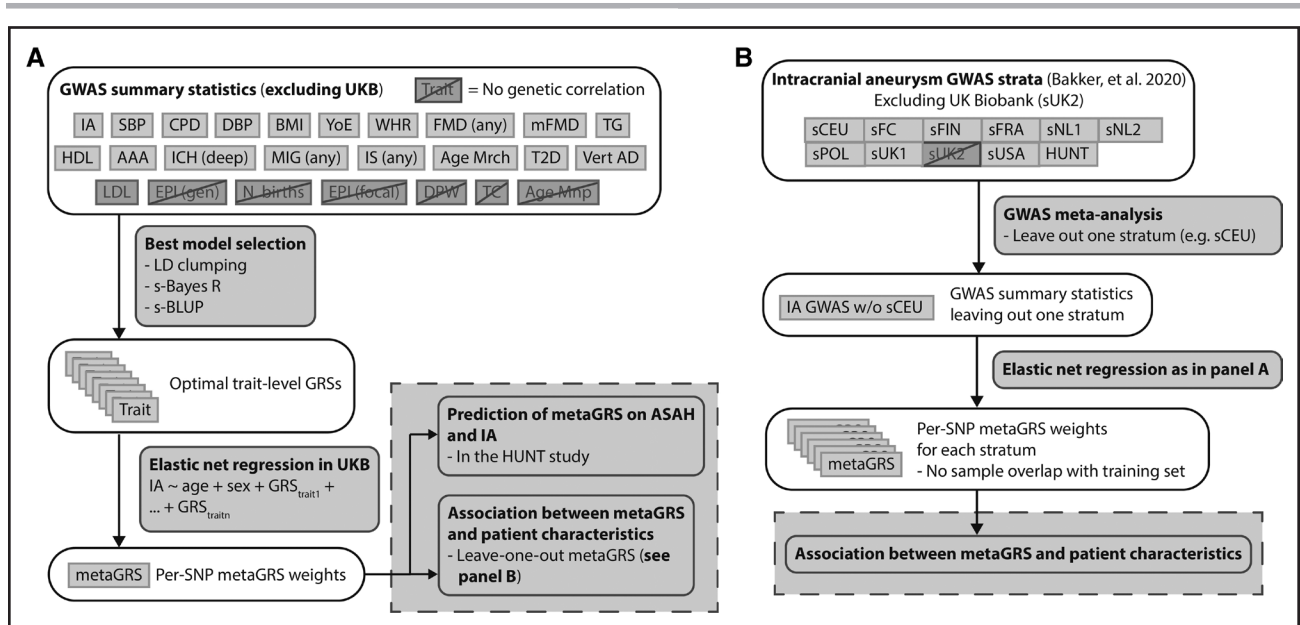 A
GWAS summary statistics (excluding UKB)
Trait = No genetic correlation
IA SBP CPD DBP BMI YoE WHR FMD (any) mFMD TG
HDL AAA ICH (deep) MIG (any) IS (any) Age Mrch T2D Vert AD
LDL EPI (gen) N. births EPI (focal) DPW TC Age Mnp
Best model selection
- LD clumping
- s-Bayes R
- s-BLUP
Optimal trait-level GRSs
Trait
Elastic net regression in UKB
IA ~ age + sex + GRStrait1 +
... + GRStraitn
metaGRS Per-SNP metaGRS weights
Prediction of metaGRS on ASAH
and IA
- In the HUNT study
Association between metaGRS
and patient characteristics
- Leave-one-out metaGRS (see
panel B)
B
Intracranial aneurysm GWAS strata (Bakker, et al. 2020)
Excluding UK Biobank (sUK2)
sCEU sFC sFIN sFRA sNL1 sNL2
sPOL sUK1 sUK2 sUSA HUNT
GWAS meta-analysis
- Leave out one stratum (e.g. sCEU)
IA GWAS w/o sCEU
GWAS summary statistics
leaving out one stratum
Elastic net regression as in panel A
metaGRS
Per-SNP metaGRS weights
for each stratum
- No sample overlap with training set
Association between metaGRS and patient characteristics